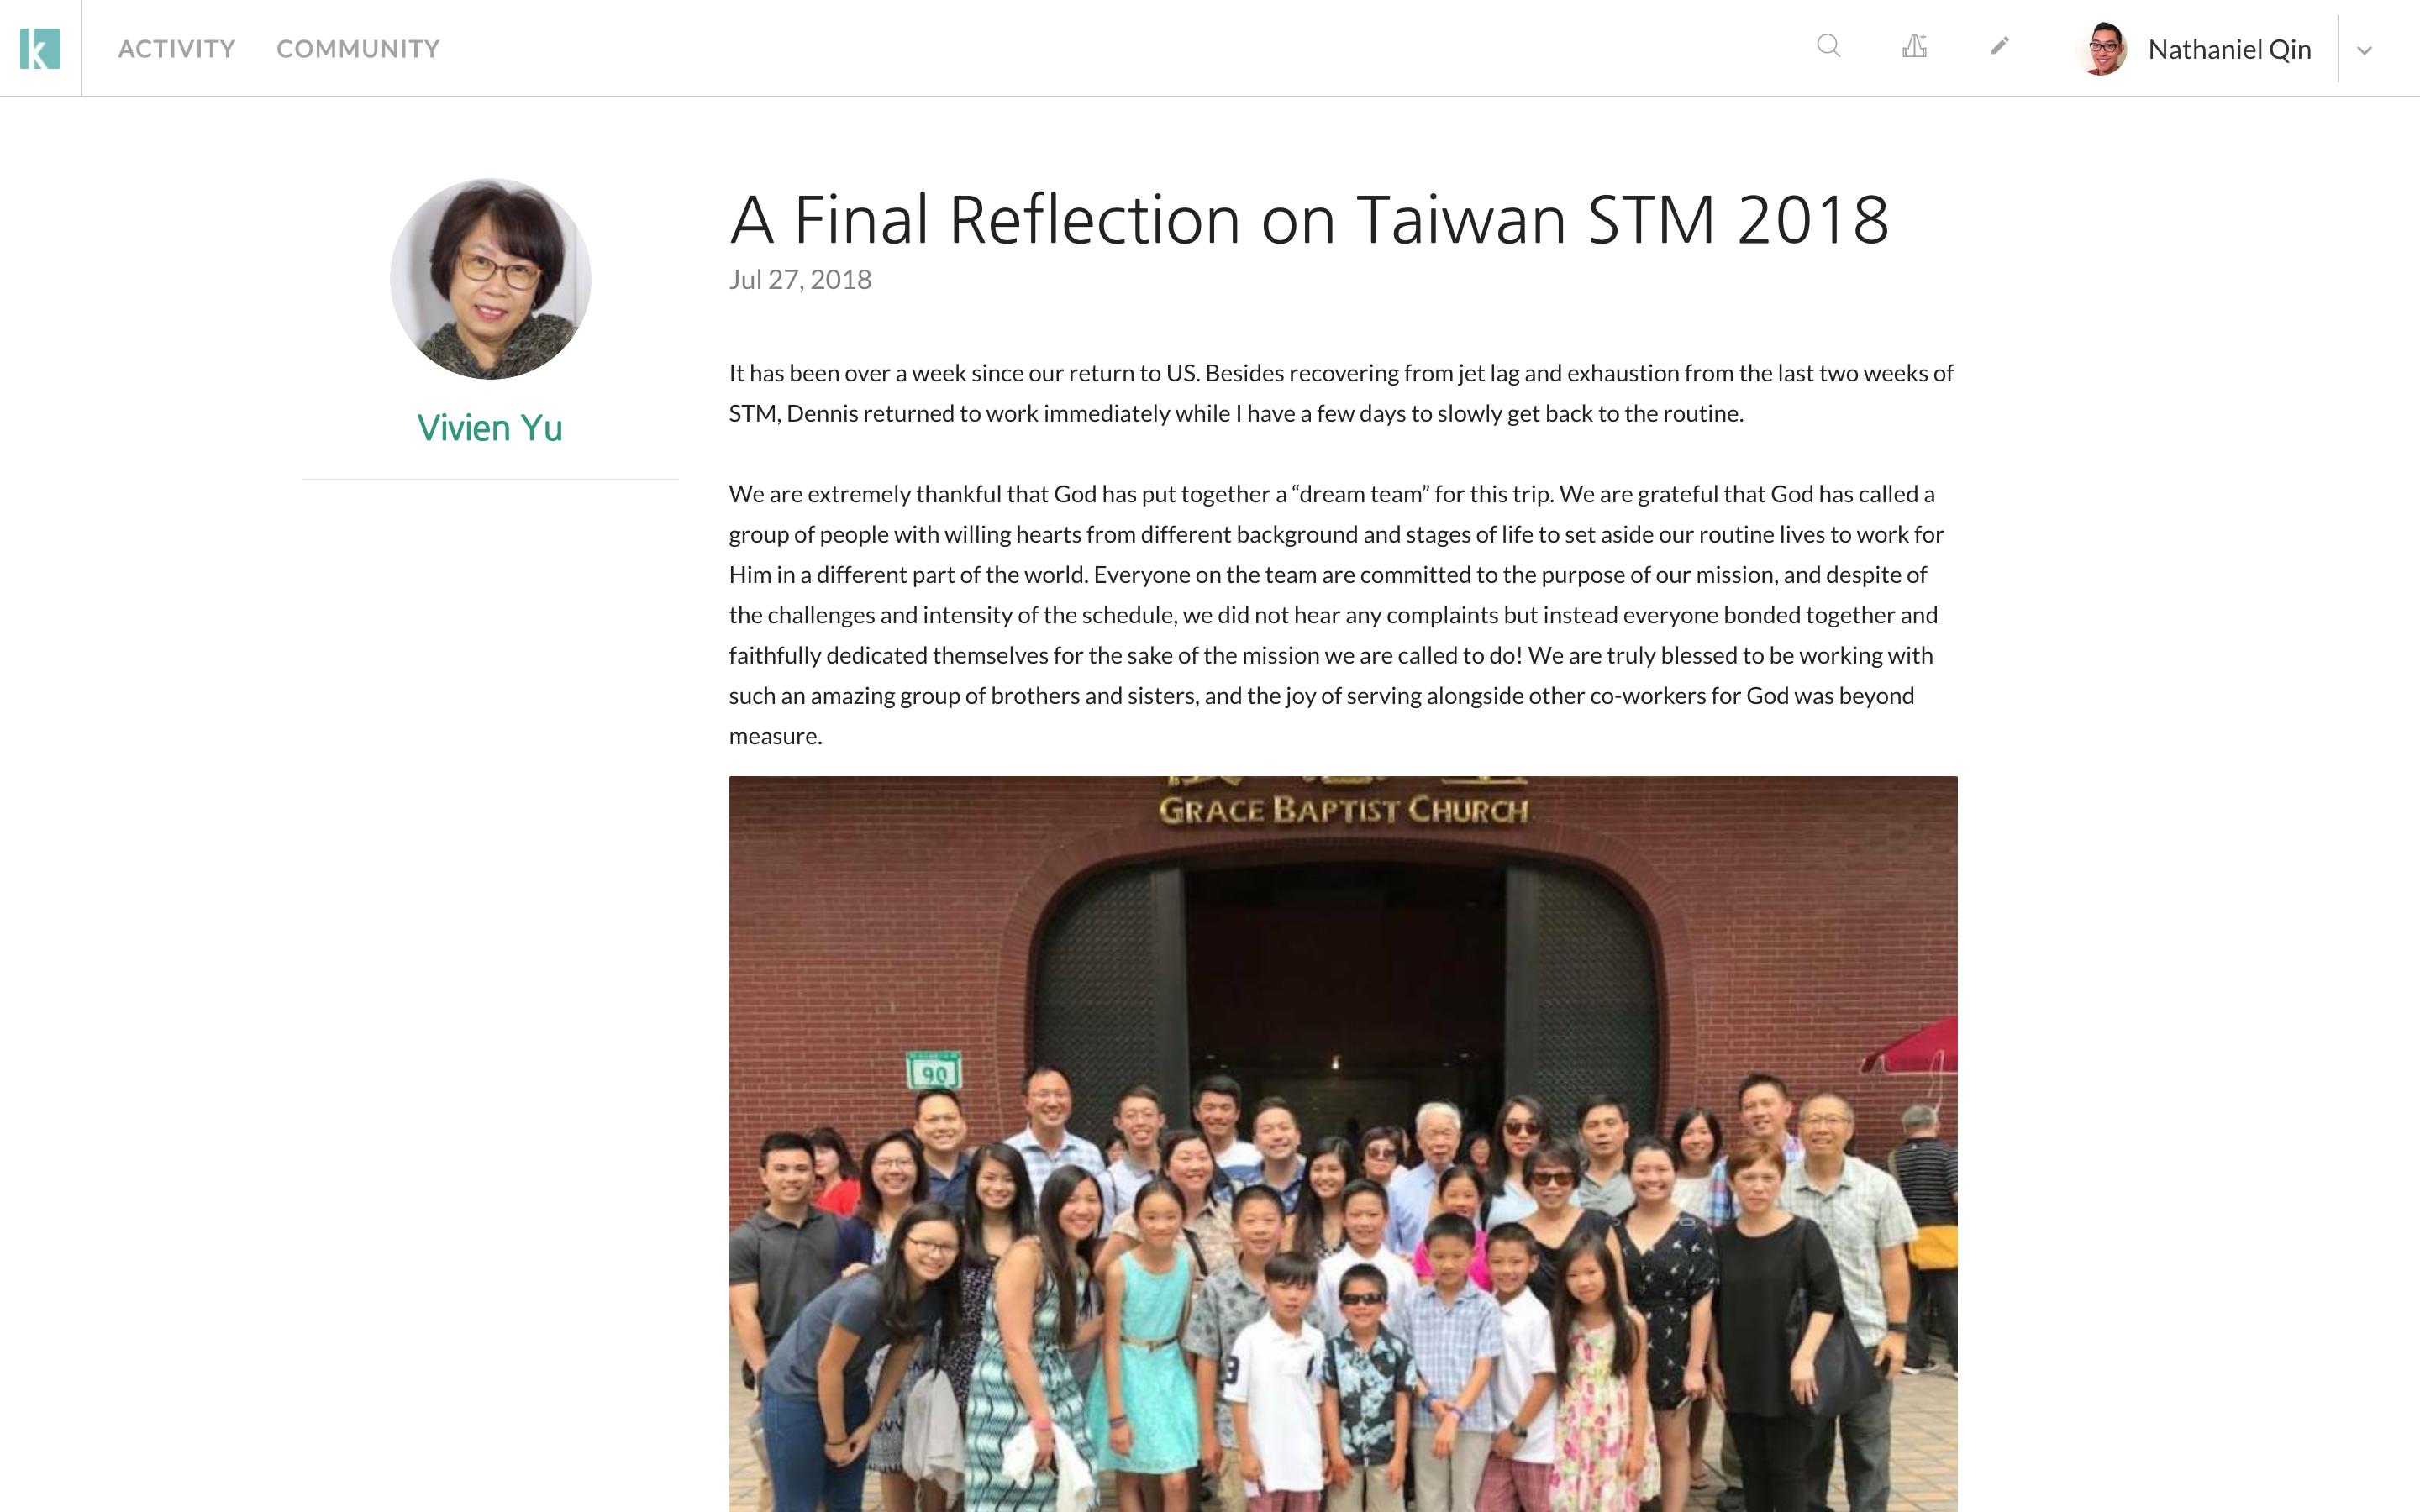 k
ACTIVITY
COMMUNITY
Nathaniel Qin
A Final Reflection on Taiwan STM 2018
Jul 27, 2018
Vivien Yu
It has been over a week since our return to US. Besides recovering from jet lag and exhaustion from the last two weeks of
STM, Dennis returned to work immediately while I have a few days to slowly get back to the routine.
We are extremely thankful that God has put together a “dream team” for this trip. We are grateful that God has called a
group of people with willing hearts from different background and stages of life to set aside our routine lives to work for
Him in a different part of the world. Everyone on the team are committed to the purpose of our mission, and despite of
the challenges and intensity of the schedule, we did not hear any complaints but instead everyone bonded together and
faithfully dedicated themselves for the sake of the mission we are called to do! We are truly blessed to be working with
such an amazing group of brothers and sisters, and the joy of serving alongside other co-workers for God was beyond
measure.
GRACE BAPTIST CHURCH
90